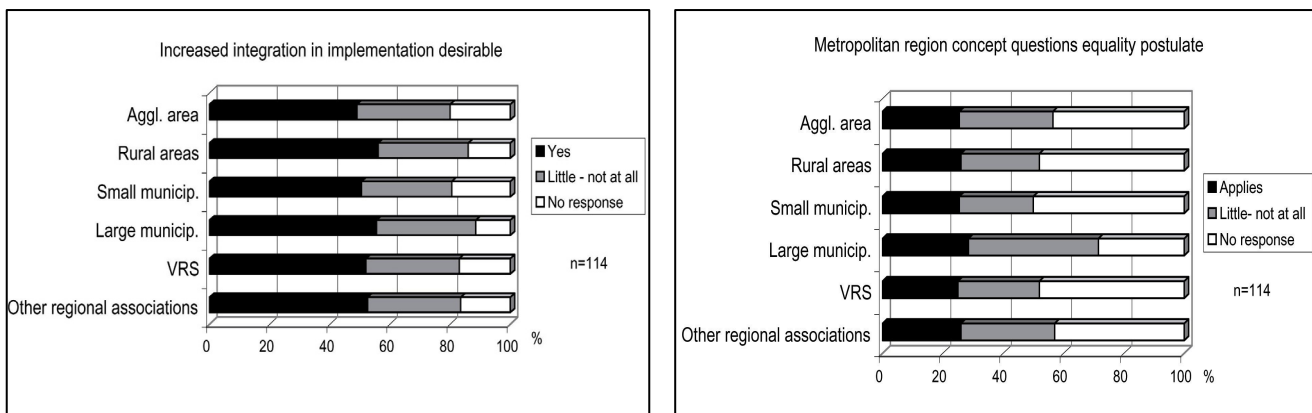 Increased integration in implementation desirable
Aggl. area
Rural areas
Small municip.
Large municip.
VRS
Other regional associations
0 20 40 60 80 100 %
Yes
Little - not at all
No response
n=114
Metropolitan region concept questions equality postulate
Aggl. area
Rural areas
Small municip.
Large municip.
VRS
Other regional associations
0 20 40 60 80 100 %
Applies
Little- not at all
No response
n=114